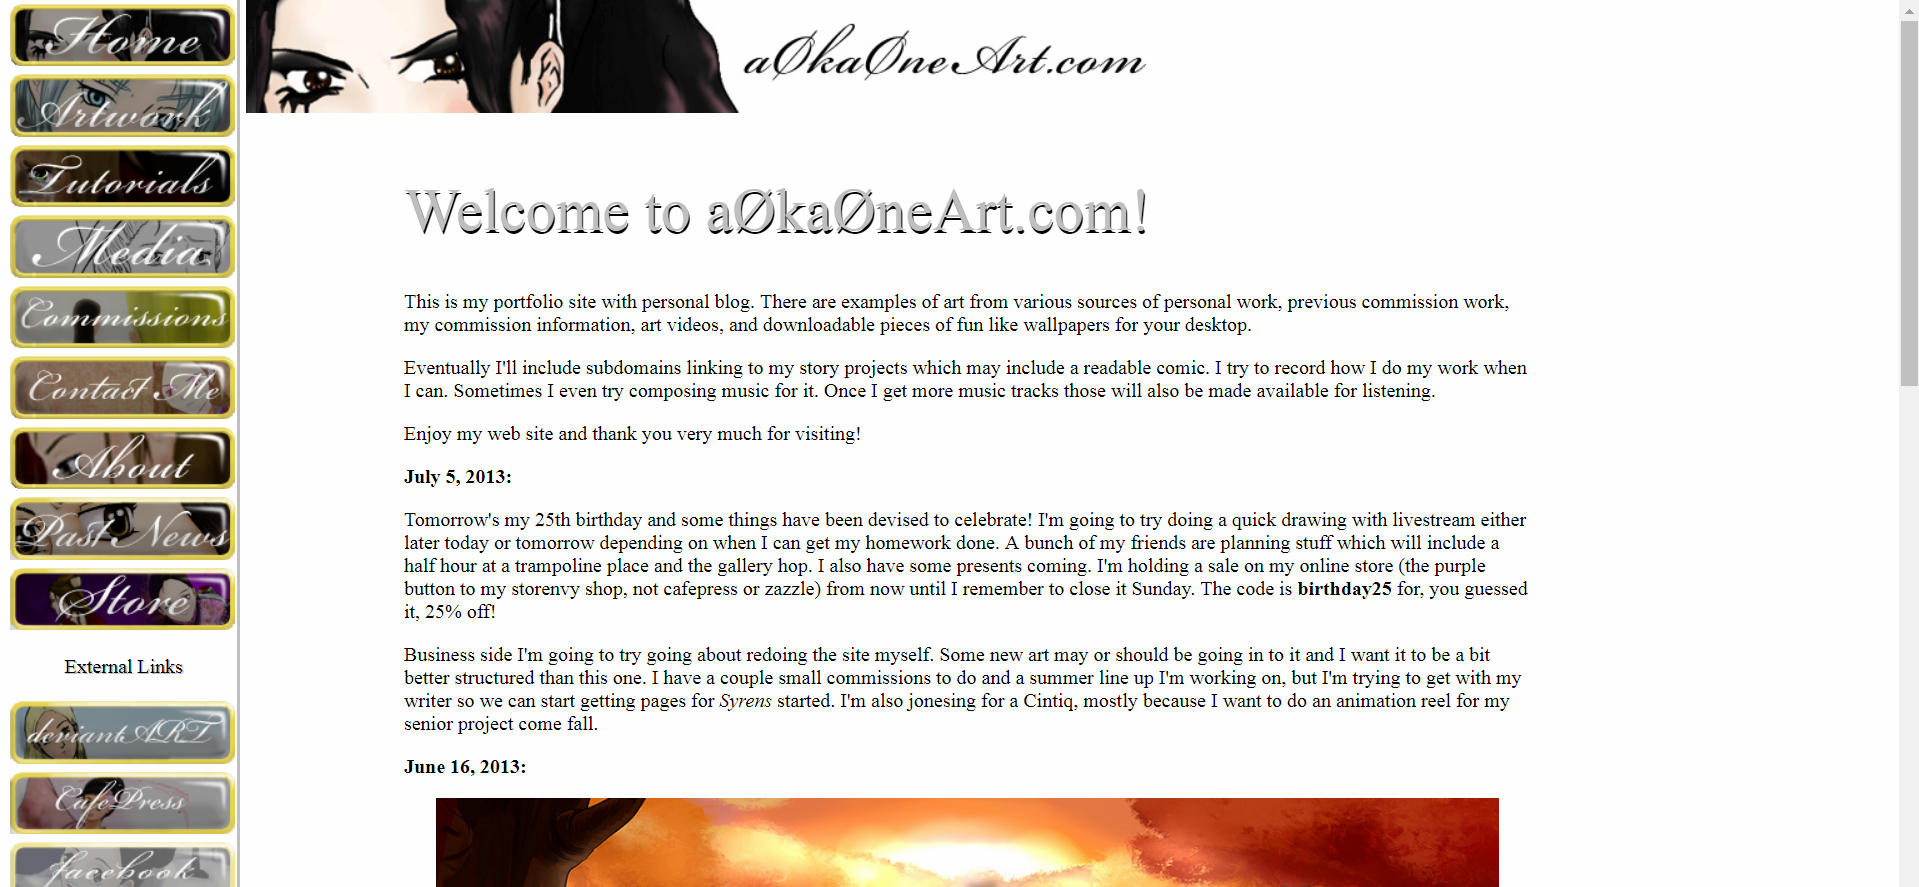 Home
Artwork
Tutorials
Media
Commissions
Contact Me
About
Past News
Store
External Links
deviantART
CafePress
facebook
aØkaØneArt.com
Welcome to aØkaØneArt.com!
This is my portfolio site with personal blog. There are examples of art from various sources of personal work, previous commission work,
my commission information, art videos, and downloadable pieces of fun like wallpapers for your desktop.
Eventually I'll include subdomains linking to my story projects which may include a readable comic. I try to record how I do my work when
I can. Sometimes I even try composing music for it. Once I get more music tracks those will also be made available for listening.
Enjoy my web site and thank you very much for visiting!
July 5, 2013:
Tomorrow's my 25th birthday and some things have been devised to celebrate! I'm going to try doing a quick drawing with livestream either
later today or tomorrow depending on when I can get my homework done. A bunch of my friends are planning stuff which will include a
half hour at a trampoline place and the gallery hop. I also have some presents coming. I'm holding a sale on my online store (the purple
button to my storenvy shop, not cafepress or zazzle) from now until I remember to close it Sunday. The code is birthday25 for, you guessed
it, 25% off!
Business side I'm going to try going about redoing the site myself. Some new art may or should be going in to it and I want it to be a bit
better structured than this one. I have a couple small commissions to do and a summer line up I'm working on, but I'm trying to get with my
writer so we can start getting pages for Syrens started. I'm also jonesing for a Cintiq, mostly because I want to do an animation reel for my
senior project come fall.
June 16, 2013: